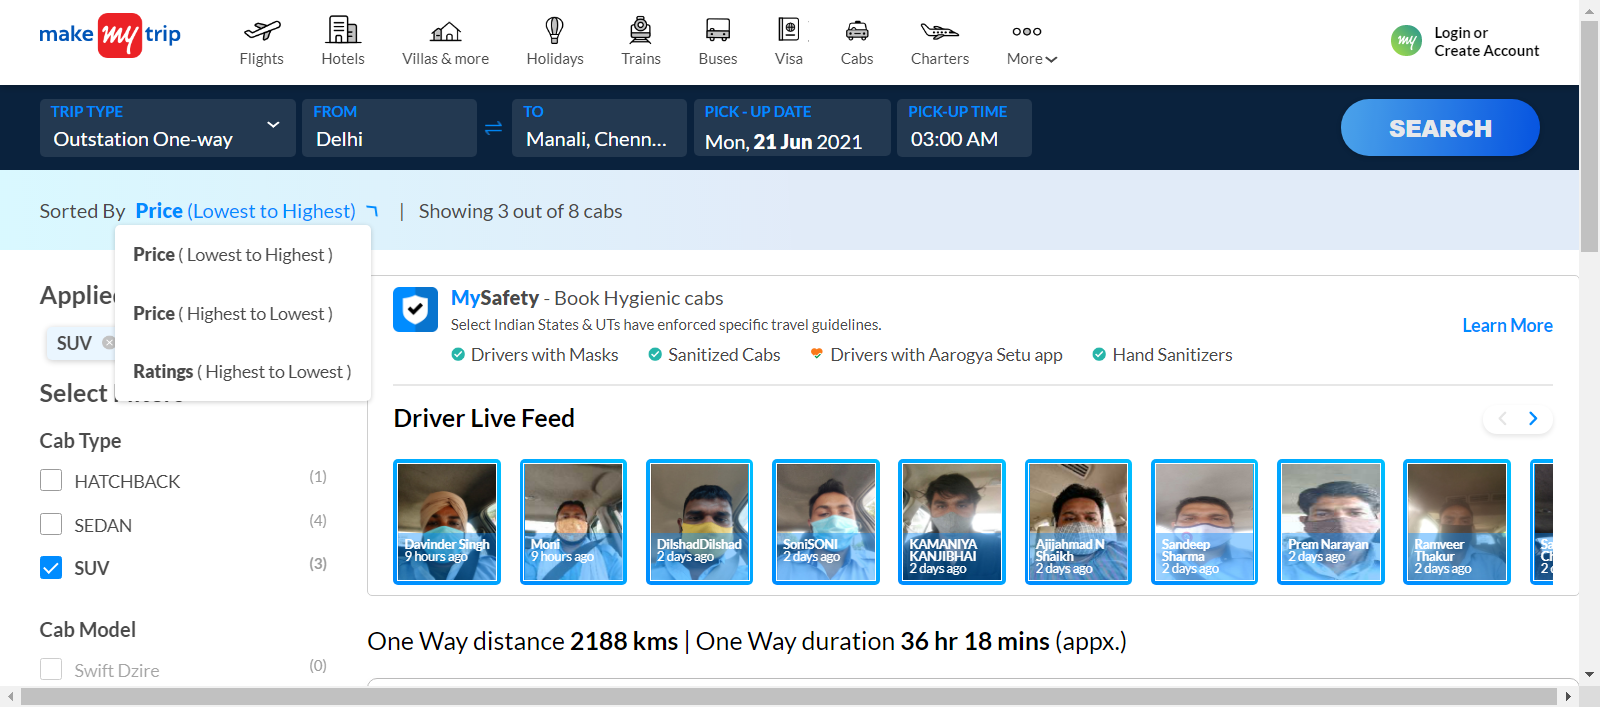 make my trip
Flights
Hotels
Villas & more
Holidays
Trains
Buses
Visa
Cabs
Charters
More
my
Login or
Create Account
TRIP TYPE
Outstation One-way
FROM
Delhi
TO
Manali, Chenn...
PICK - UP DATE
Mon, 21 Jun 2021
PICK-UP TIME
03:00 AM
SEARCH
Sorted By Price (Lowest to Highest) | Showing 3 out of 8 cabs
Price ( Lowest to Highest )
Price ( Highest to Lowest )
Ratings ( Highest to Lowest )
SUV
Select
Cab Type
HATCHBACK (1)
SEDAN (4)
SUV (3)
Cab Model
Swift Dzire (0)
MySafety - Book Hygienic cabs
Select Indian States & UTs have enforced specific travel guidelines.
Learn More
Drivers with Masks
Sanitized Cabs
Drivers with Aarogya Setu app
Hand Sanitizers
Driver Live Feed
Davinder Singh
9 hours ago
Moni
9 hours ago
DilshadDilshad
2 days ago
SoniSONI
2 days ago
KAMANIYA
KANJIBHAI
2 days ago
Ajijahmad N
Shaikh
2 days ago
Sandeep
Sharma
2 days ago
Prem Narayan
2 days ago
Ramveer
Thakur
2 days ago
One Way distance 2188 kms | One Way duration 36 hr 18 mins (appx.)